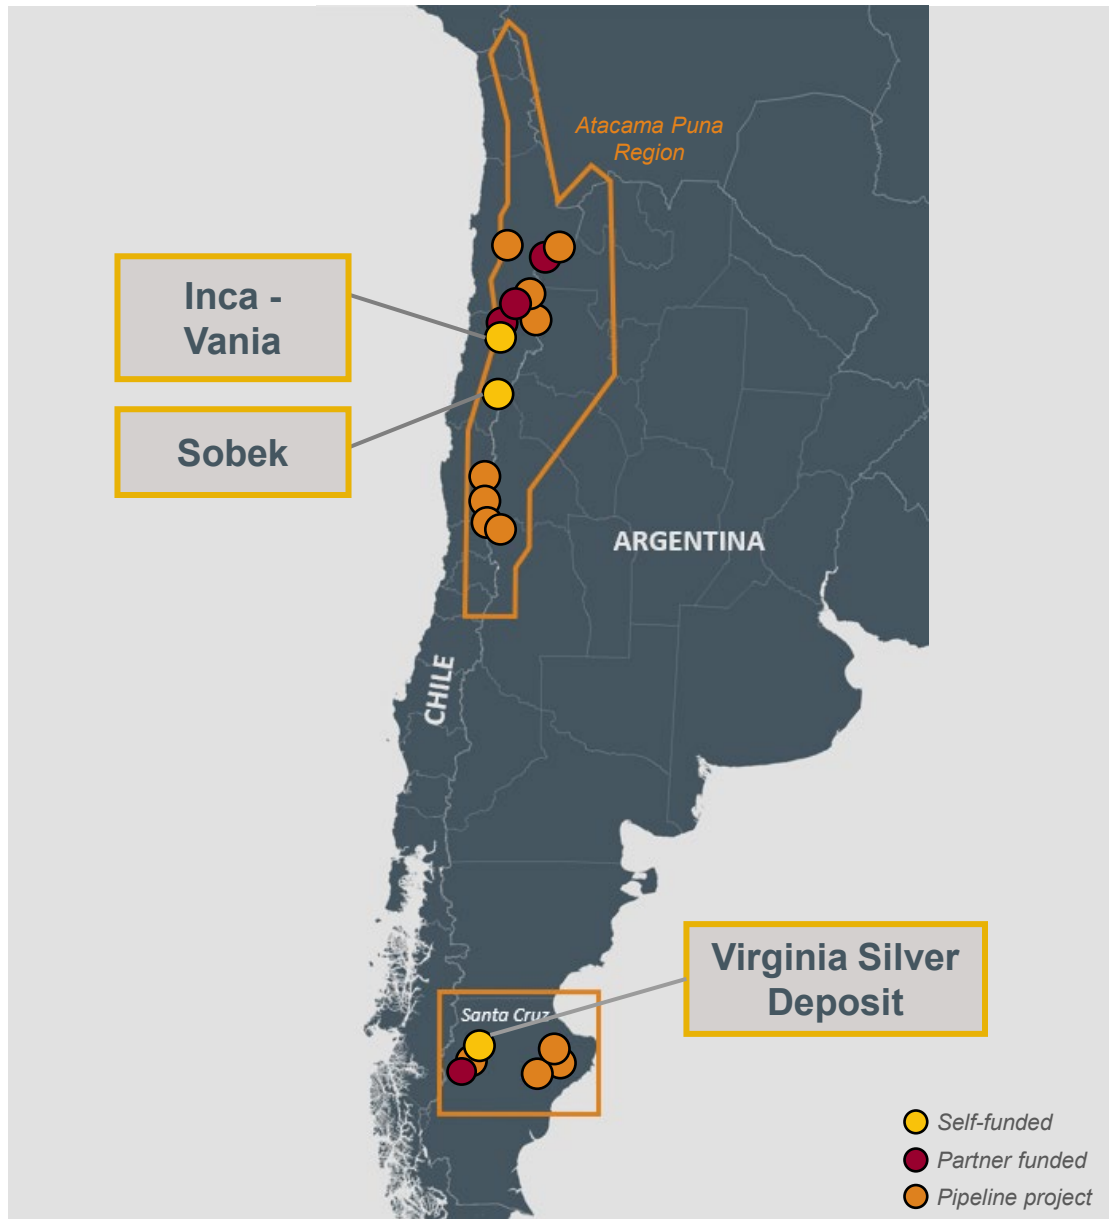 Atacama Puna
Region
Inca -
Vania
Sobek
ARGENTINA
CHILE
Virginia Silver
Deposit
Santa Cruz
Self-funded
Partner funded
Pipeline project